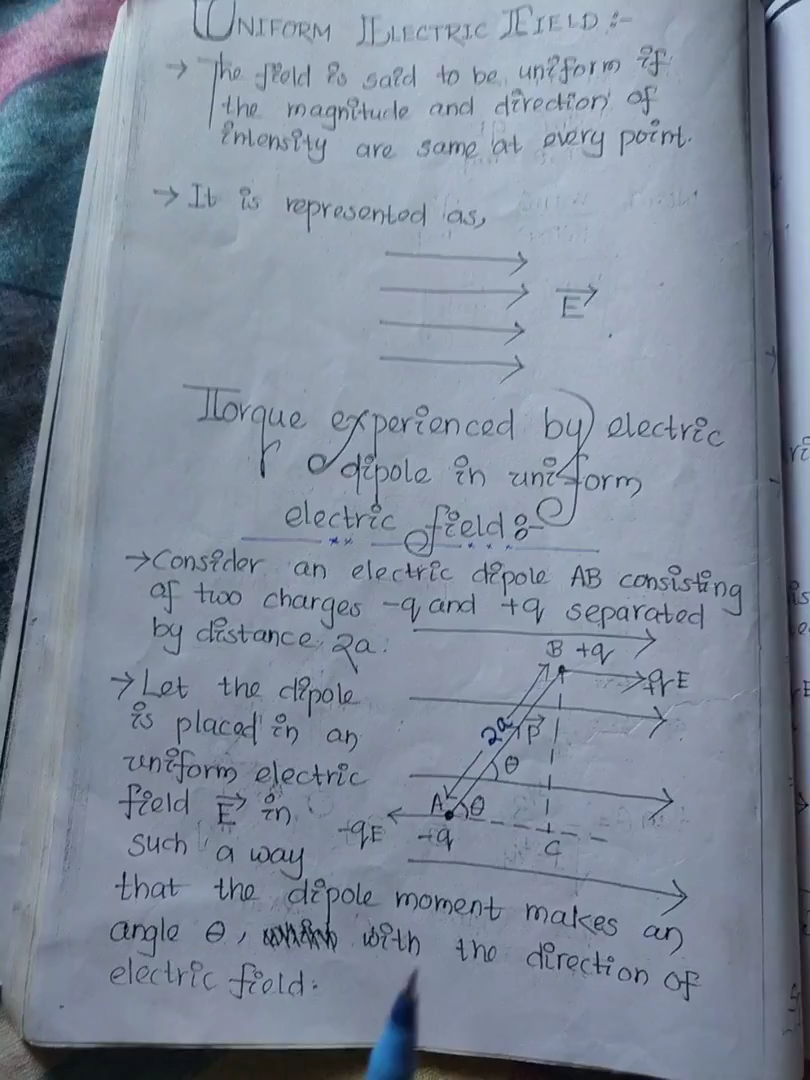 UNIFORM ELECTRIC FIELD :-
→ The field is said to be uniform if
the magnitude and direction of
intensity are same at every point.
→ It is represented as,
E
Torque experienced by electric
dipole in uniform
electric field :-
→ Consider an electric dipole AB consisting
of two charges -q and +q separated
by distance 2a.
B +q
qE
→ Let the dipole
is placed in an
uniform electric
field E in
such a way
2a
P
θ
A θ
-qE
-q
C
that the dipole moment makes an
angle θ, with the direction of
electric field.